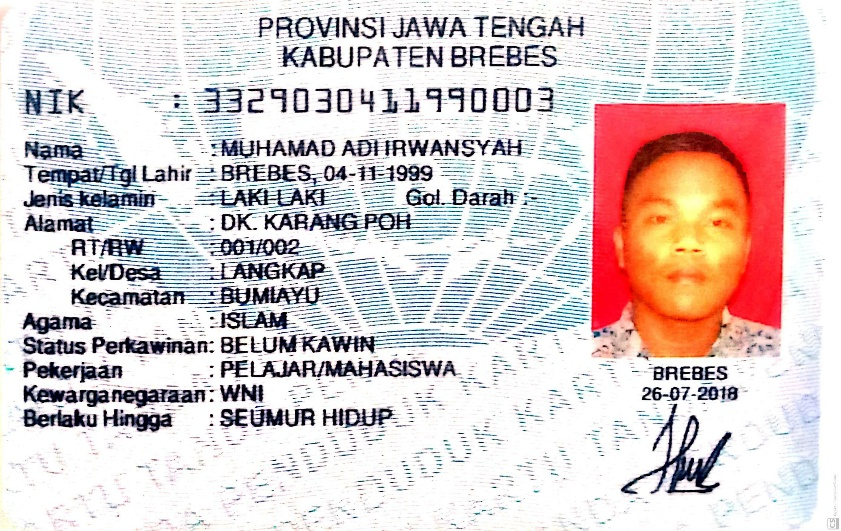 PROVINSI JAWA TENGAH
KABUPATEN BREBES
NIK : 3329030411990003
Nama : MUHAMAD ADI IRWANSYAH
Tempat/Tgl Lahir : BREBES, 04-11-1999
Jenis kelamin : LAKI-LAKI Gol. Darah :-
Alamat : DK. KARANG POH
RT/RW : 001/002
Kel/Desa : LANGKAP
Kecamatan : BUMIAYU
Agama : ISLAM
Status Perkawinan: BELUM KAWIN
Pekerjaan : PELAJAR/MAHASISWA
Kewarganegaraan: WNI
Berlaku Hingga : SEUMUR HIDUP
BREBES
26-07-2018